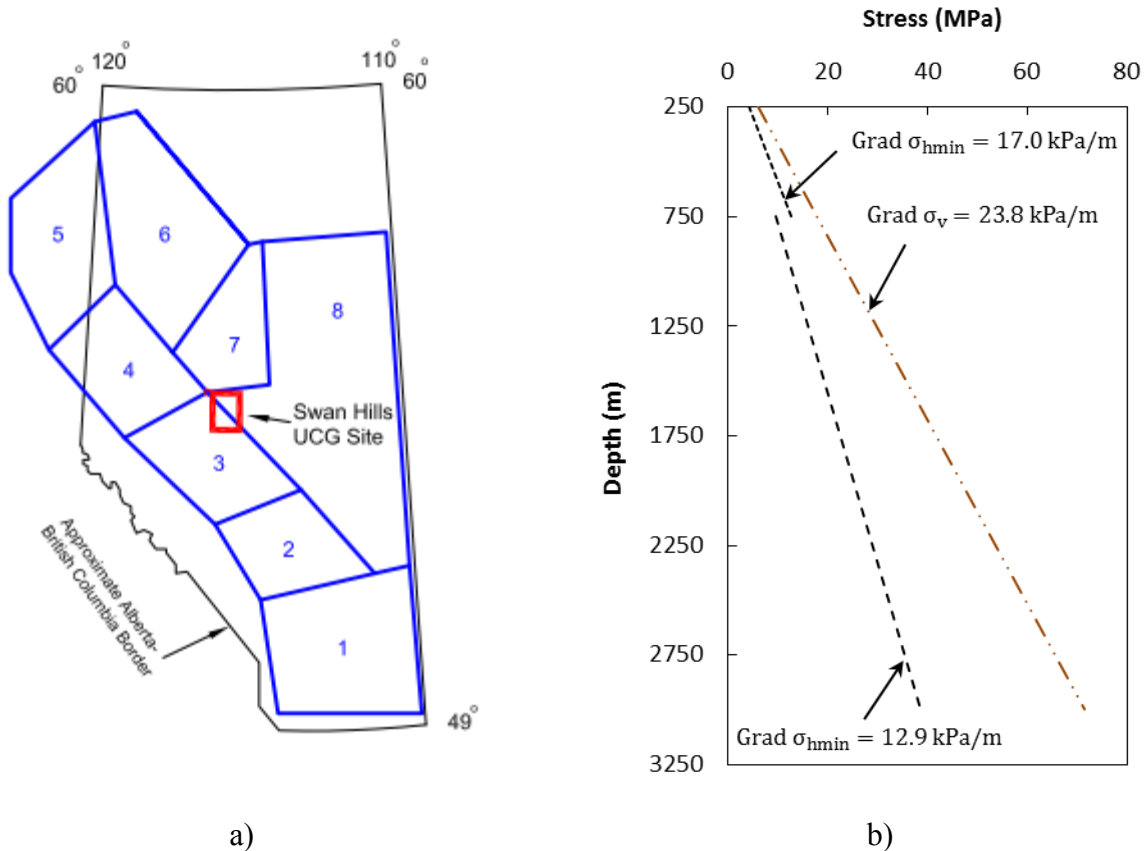 120°
60°
110°
60°
5
6
8
7
4
Swan Hills
UCG Site
3
2
1
Approximate Alberta-
British Columbia Border
49°
a)
Stress (MPa)
0 20 40 60 80
250
Grad σhmin = 17.0 kPa/m
750
Grad σv = 23.8 kPa/m
1250
1750
Depth (m)
2250
2750
Grad σhmin = 12.9 kPa/m
3250
b)